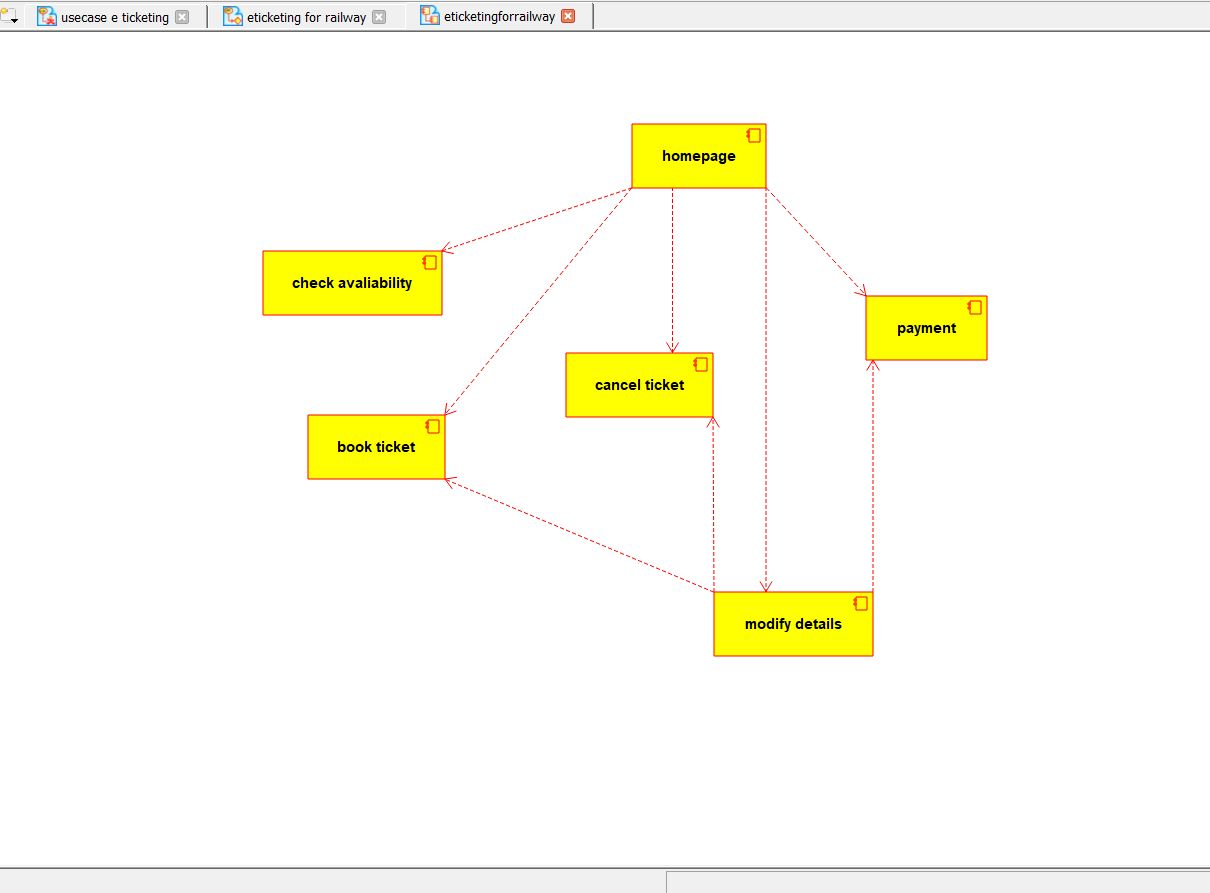 usecase e ticketing
eticketing for railway
eticketingforrailway
homepage
check avaliability
payment
cancel ticket
book ticket
modify details